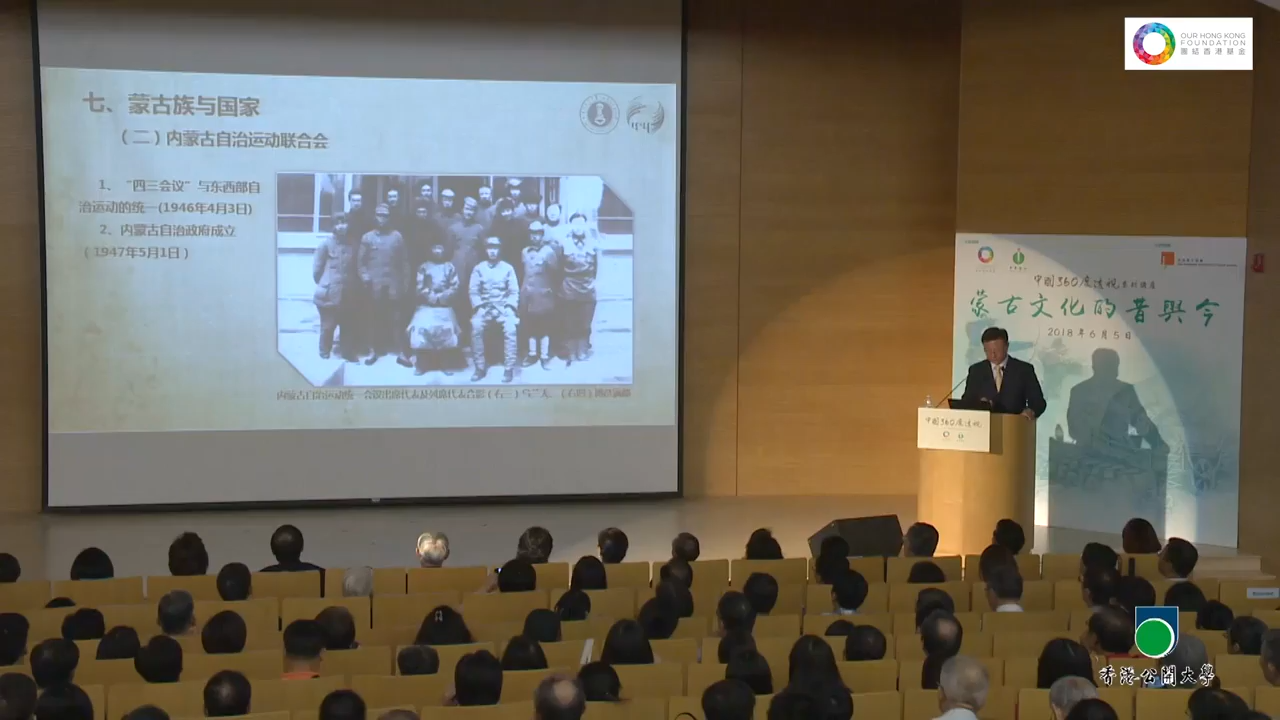 七、蒙古族与国家
（二）内蒙古自治运动联合会
1、“四三会议”与东西部自
治运动的统一(1946年4月3日)
2、内蒙古自治政府成立
（1947年5月1日）
OUR HONG KONG
FOUNDATION
團結香港基金
中國360度透視系列講座
蒙古文化的昔與今
2018年6月5日
中國360度透視
香港公開大學